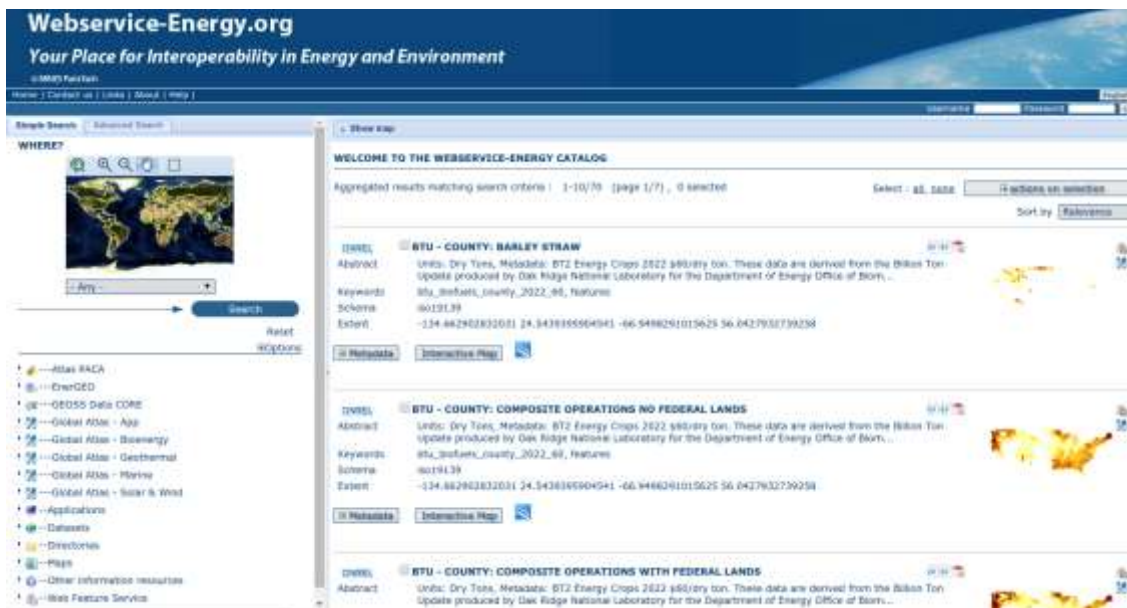 Webservice-Energy.org
Your Place for Interoperability in Energy and Environment
Home | Contact us | Links | About | Help |
Username Password
Simple Search Advanced Search
Show map
WHERE?
- Any -
Search
Reset
Options
Atlas PACA
EnerGEO
GEOSS Data CORE
Global Atlas - App
Global Atlas - Bioenergy
Global Atlas - Geothermal
Global Atlas - Marine
Global Atlas - Solar & Wind
Applications
Datasets
Directories
Maps
Other information resources
Web Feature Service
WELCOME TO THE WEBSERVICE-ENERGY CATALOG
Aggregated results matching search criteria : 1-10/70 (page 1/7) , 0 selected
Select : all, none
actions on selection
Sort by Relevance
BTU - COUNTY: BARLEY STRAW
Abstract Units: Dry Tons, Metadata: BT2 Energy Crops 2022 $60/dry ton. These data are derived from the Billion Ton
Update produced by Oak Ridge National Laboratory for the Department of Energy Office of Biom...
Keywords btu_biofuels_county_2022_60, features
Schema iso19139
Extent
Metadata Interactive Map
BTU - COUNTY: COMPOSITE OPERATIONS NO FEDERAL LANDS
Abstract Units: Dry Tons, Metadata: BT2 Energy Crops 2022 $60/dry ton. These data are derived from the Billion Ton
Update produced by Oak Ridge National Laboratory for the Department of Energy Office of Biom...
Keywords btu_biofuels_county_2022_60, features
Schema iso19139
Extent
Metadata Interactive Map
BTU - COUNTY: COMPOSITE OPERATIONS WITH FEDERAL LANDS
Abstract Units: Dry Tons, Metadata: BT2 Energy Crops 2022 $60/dry ton. These data are derived from the Billion Ton
Update produced by Oak Ridge National Laboratory for the Department of Energy Office of Biom...